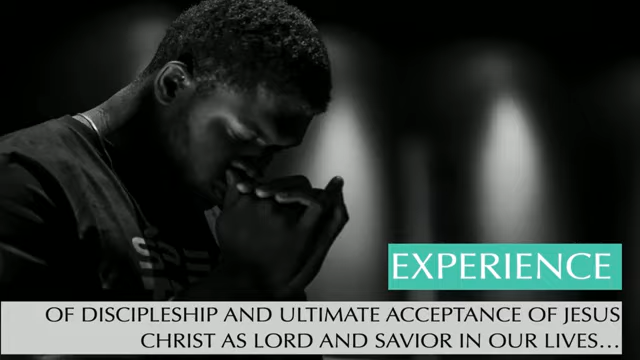 EXPERIENCE
OF DISCIPLESHIP AND ULTIMATE ACCEPTANCE OF JESUS
CHRIST AS LORD AND SAVIOR IN OUR LIVES...